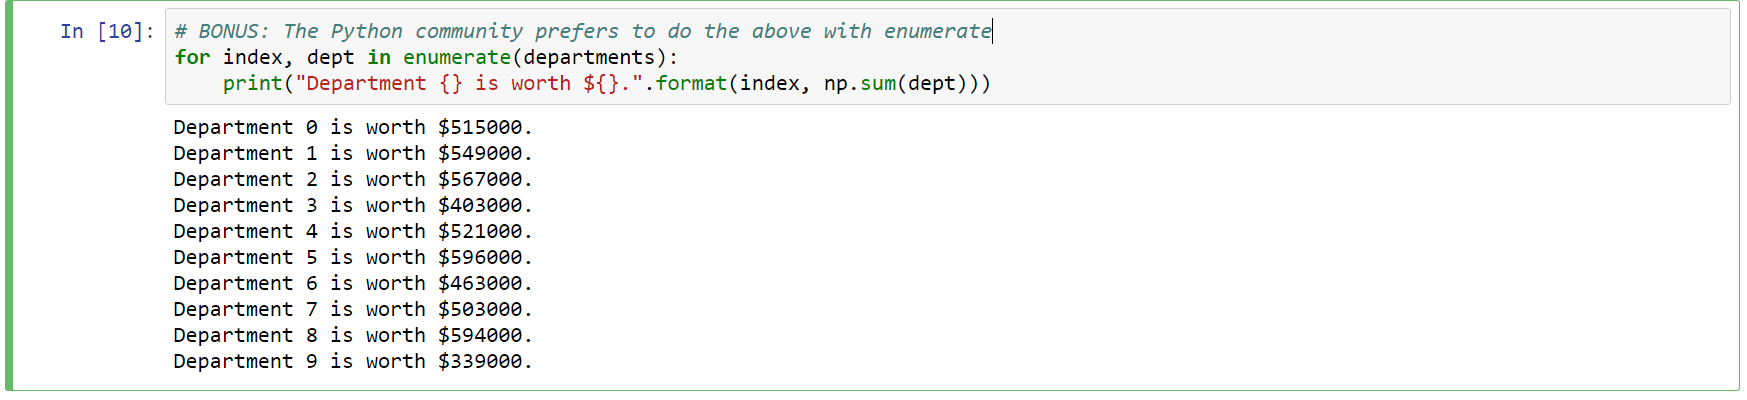 In [10]: # BONUS: The Python community prefers to do the above with enumerate
for index, dept in enumerate(departments):
    print("Department {} is worth ${}.".format(index, np.sum(dept)))
Department 0 is worth $515000.
Department 1 is worth $549000.
Department 2 is worth $567000.
Department 3 is worth $403000.
Department 4 is worth $521000.
Department 5 is worth $596000.
Department 6 is worth $463000.
Department 7 is worth $503000.
Department 8 is worth $594000.
Department 9 is worth $339000.